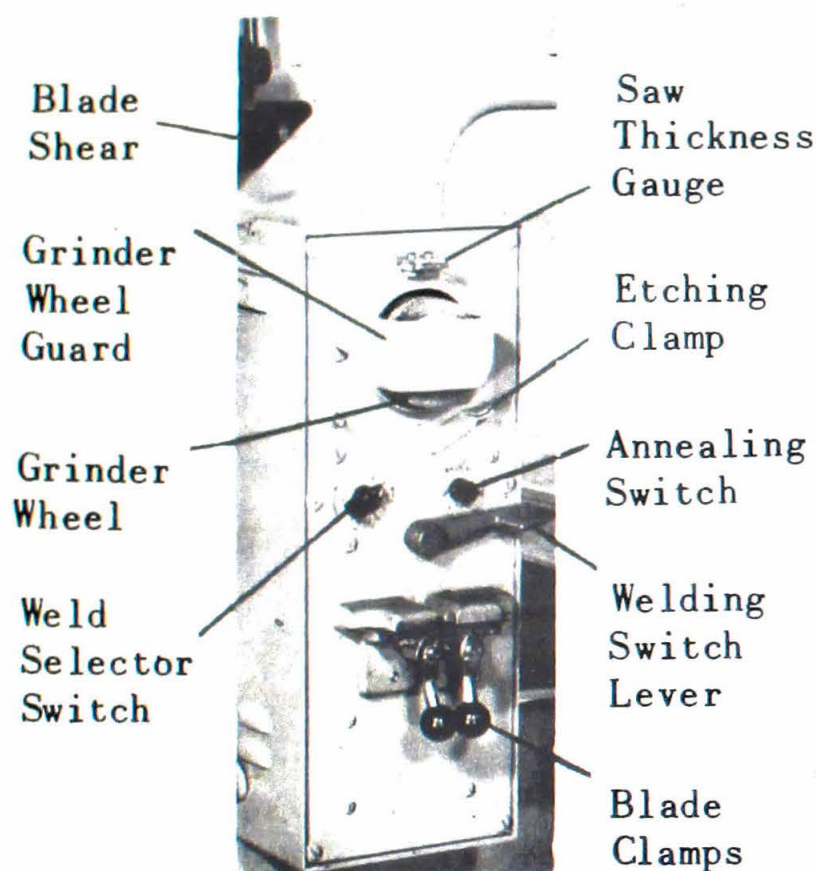 Blade
Shear
Grinder
Wheel
Guard
Grinder
Wheel
Weld
Selector
Switch
Saw
Thickness
Gauge
Etching
Clamp
Annealing
Switch
Welding
Switch
Lever
Blade
Clamps